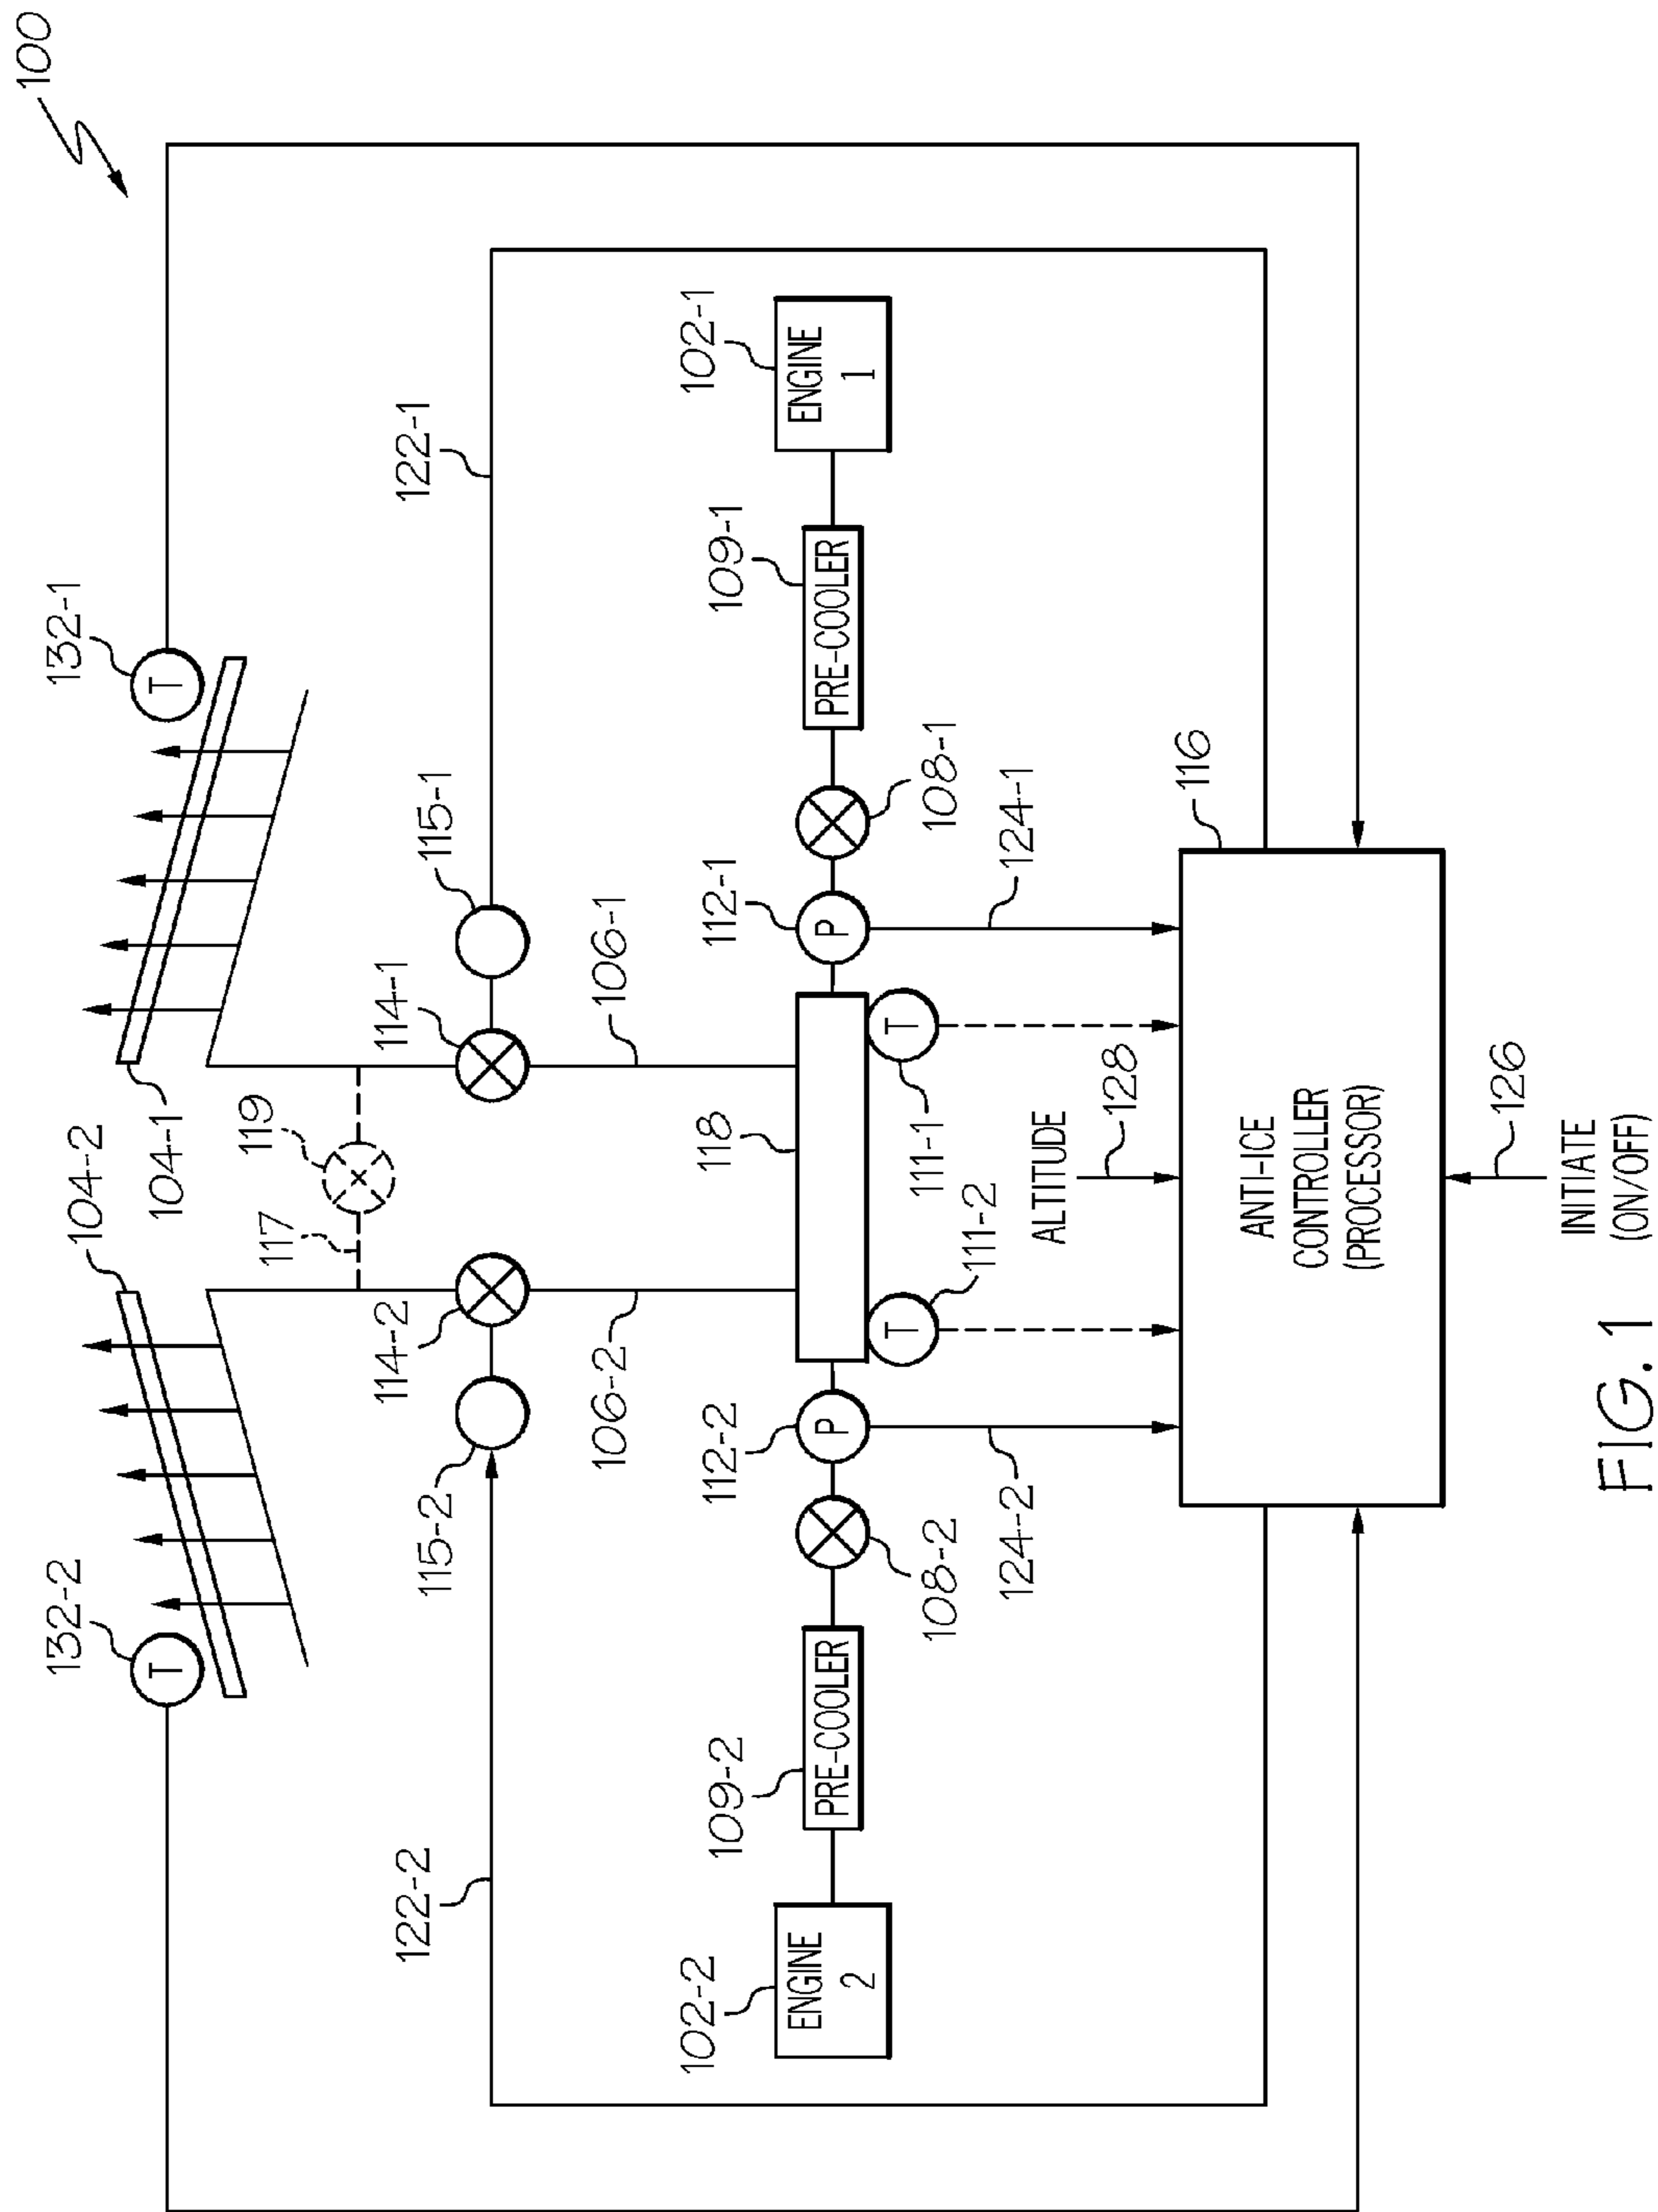 100
132-2
132-1
104-2
104-1
119
117
122-2
122-1
115-2
115-1
114-2
114-1
106-2
106-1
102-2
102-1
109-2
109-1
112-2
112-1
118
ENGINE
2
PRE-COOLER
P
P
PRE-COOLER
ENGINE
1
T
T
T
T
108-2
108-1
111-2
111-1
124-2
124-1
ALTITUDE
128
116
ANTI-ICE
CONTROLLER
(PROCESSOR)
126
INITIATE
(ON/OFF)
FIG. 1